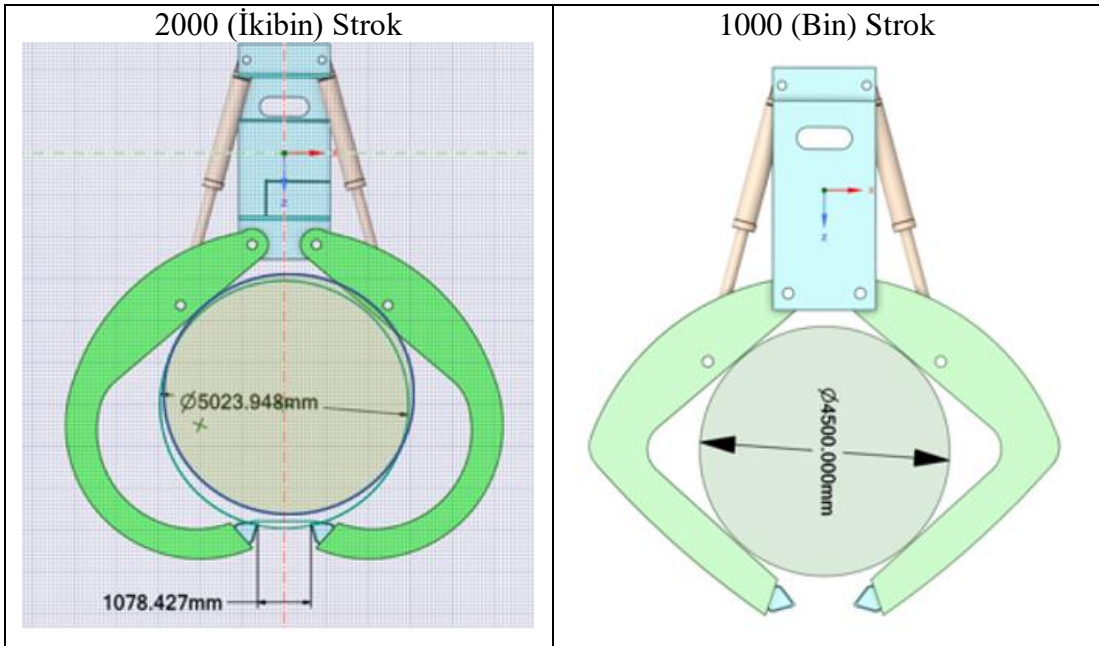 2000 (İkibin) Strok
1000 (Bin) Strok
x
z
Ø5023.948mm
1078.427mm
x
z
Ø4500.000mm